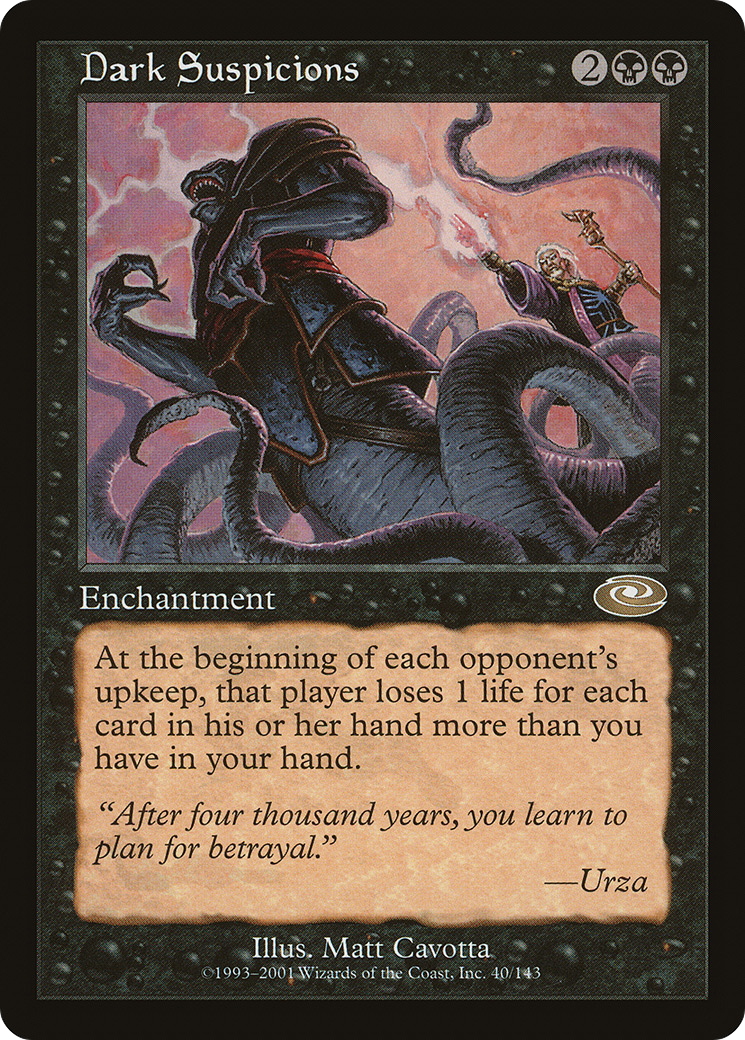 Dark Suspicions 2
Enchantment
At the beginning of each opponent's
upkeep, that player loses 1 life for each
card in his or her hand more than you
have in your hand.
“After four thousand years, you learn to
plan for betrayal.”
—Urza
Illus. Matt Cavotta
©1993–2001 Wizards of the Coast, Inc. 40/143